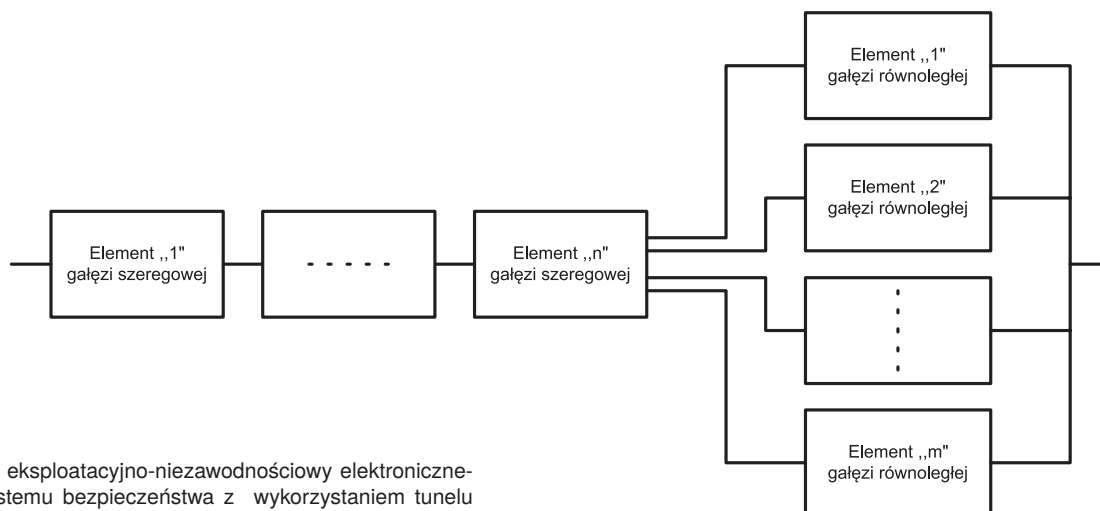 Element ,,1"
gałęzi równoległej
Element ,,2"
gałęzi równoległej
Element ,,1"
gałęzi szeregowej
- - - - -
Element ,,n"
gałęzi szeregowej
Element ,,m"
gałęzi równoległej
eksploatacyjno-niezawodnościowy elektroniczne-
stemu bezpieczeństwa z wykorzystaniem tunelu